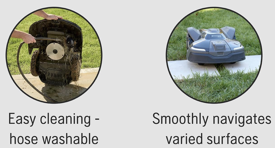 Easy cleaning -
hose washable
Smoothly navigates
varied surfaces